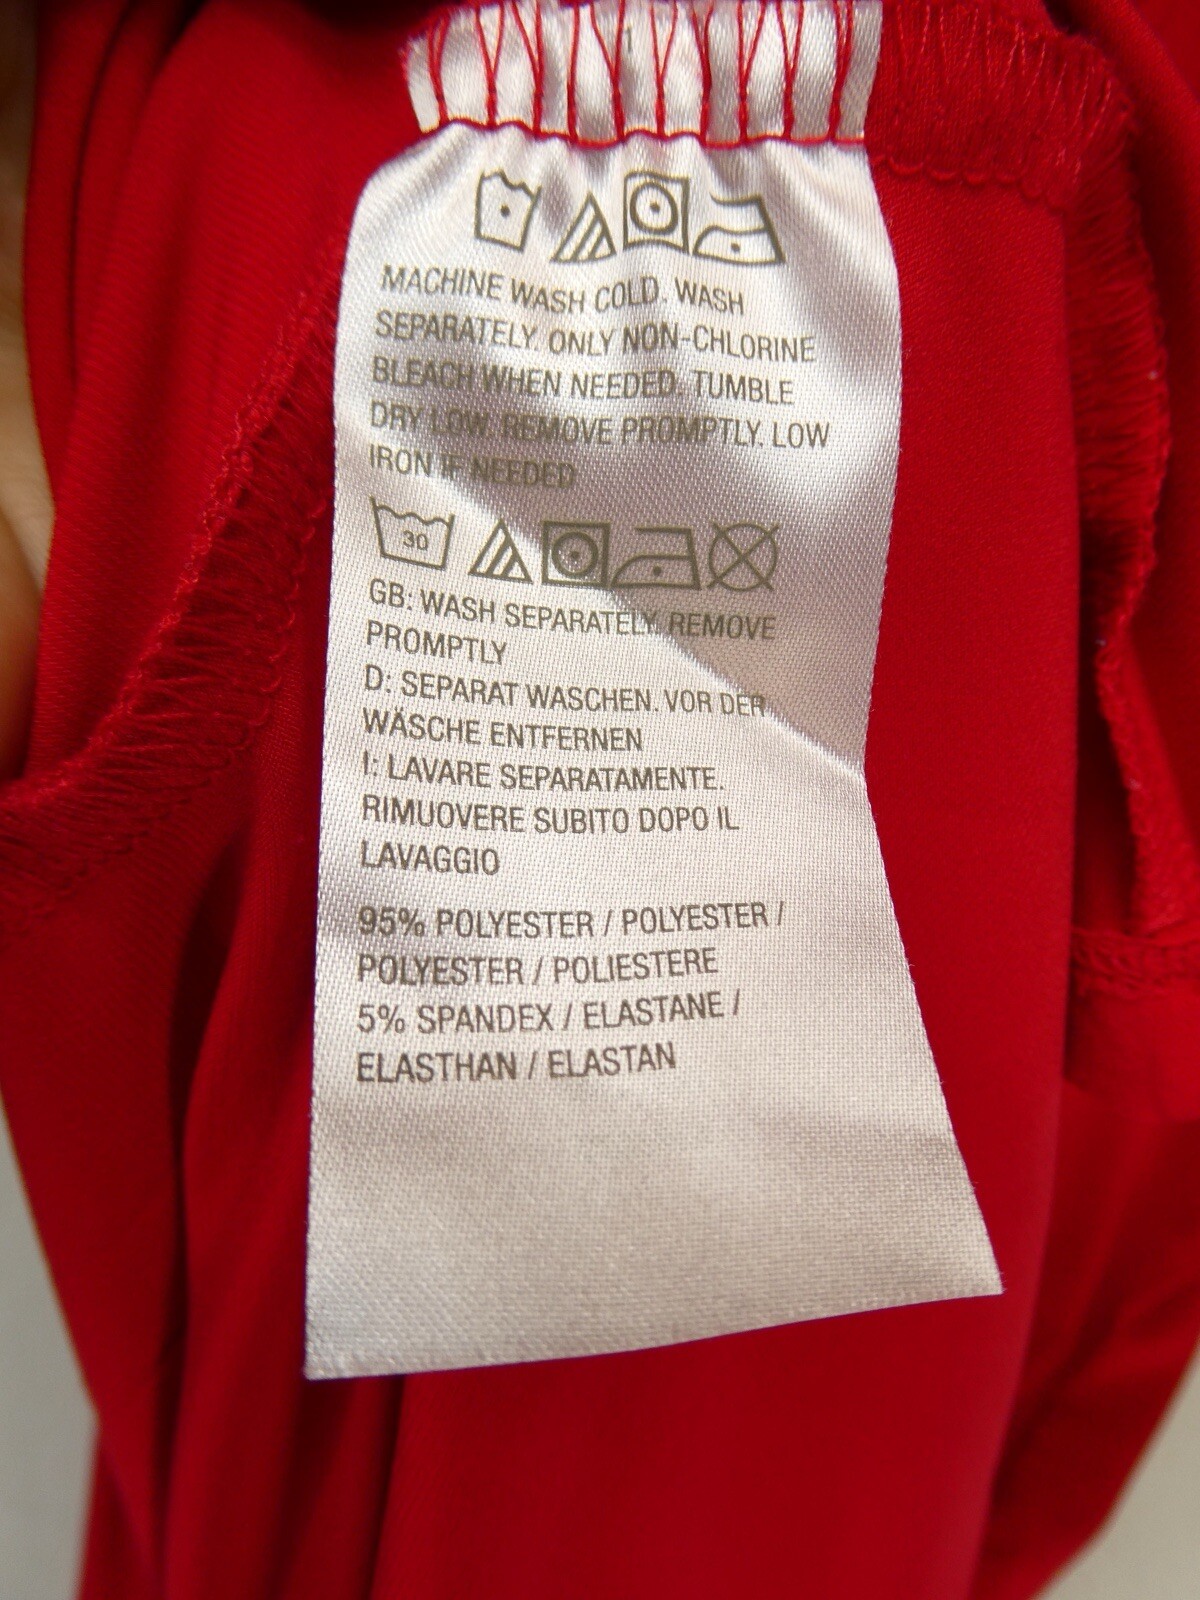 MACHINE WASH COLD. WASH
SEPARATELY. ONLY NON-CHLORINE
BLEACH WHEN NEEDED. TUMBLE
DRY LOW. REMOVE PROMPTLY. LOW
IRON IF NEEDED
30
GB: WASH SEPARATELY. REMOVE
PROMPTLY
D: SEPARAT WASCHEN. VOR DER
WÄSCHE ENTFERNEN
I: LAVARE SEPARATAMENTE.
RIMUOVERE SUBITO DOPO IL
LAVAGGIO
95% POLYESTER / POLYESTER /
POLYESTER / POLIESTERE
5% SPANDEX / ELASTANE /
ELASTHAN / ELASTAN